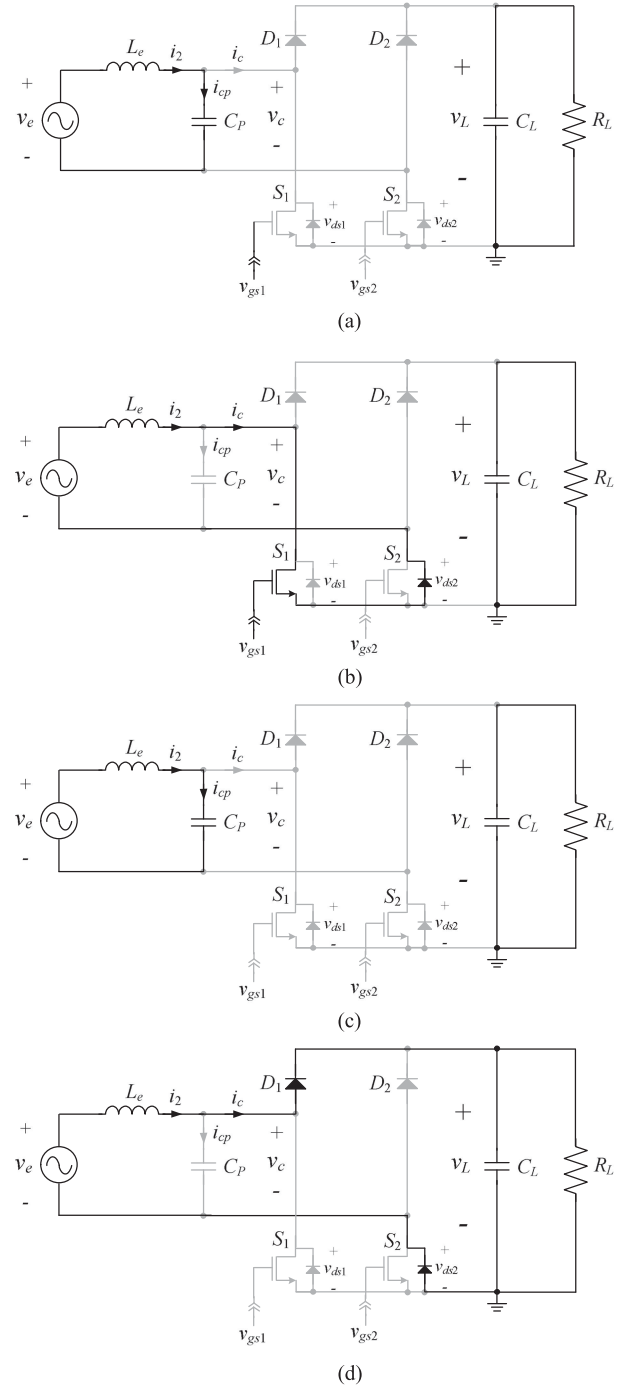 D1 D2
Le i2 ic
+ + +
icp
ve CP vc vL CL RL
- - -
S1 S2
+ +
vds1 vds2
- -
vgs1 vgs2
(a)
D1 D2
Le i2 ic
+ + +
icp
ve CP vc vL CL RL
- - -
S1 S2
+ +
vds1 vds2
- -
vgs1 vgs2
(b)
D1 D2
Le i2 ic
+ + +
icp
ve CP vc vL CL RL
- - -
S1 S2
+ +
vds1 vds2
- -
vgs1 vgs2
(c)
D1 D2
Le i2 ic
+ + +
icp
ve CP vc vL CL RL
- - -
S1 S2
+ +
vds1 vds2
- -
vgs1 vgs2
(d)